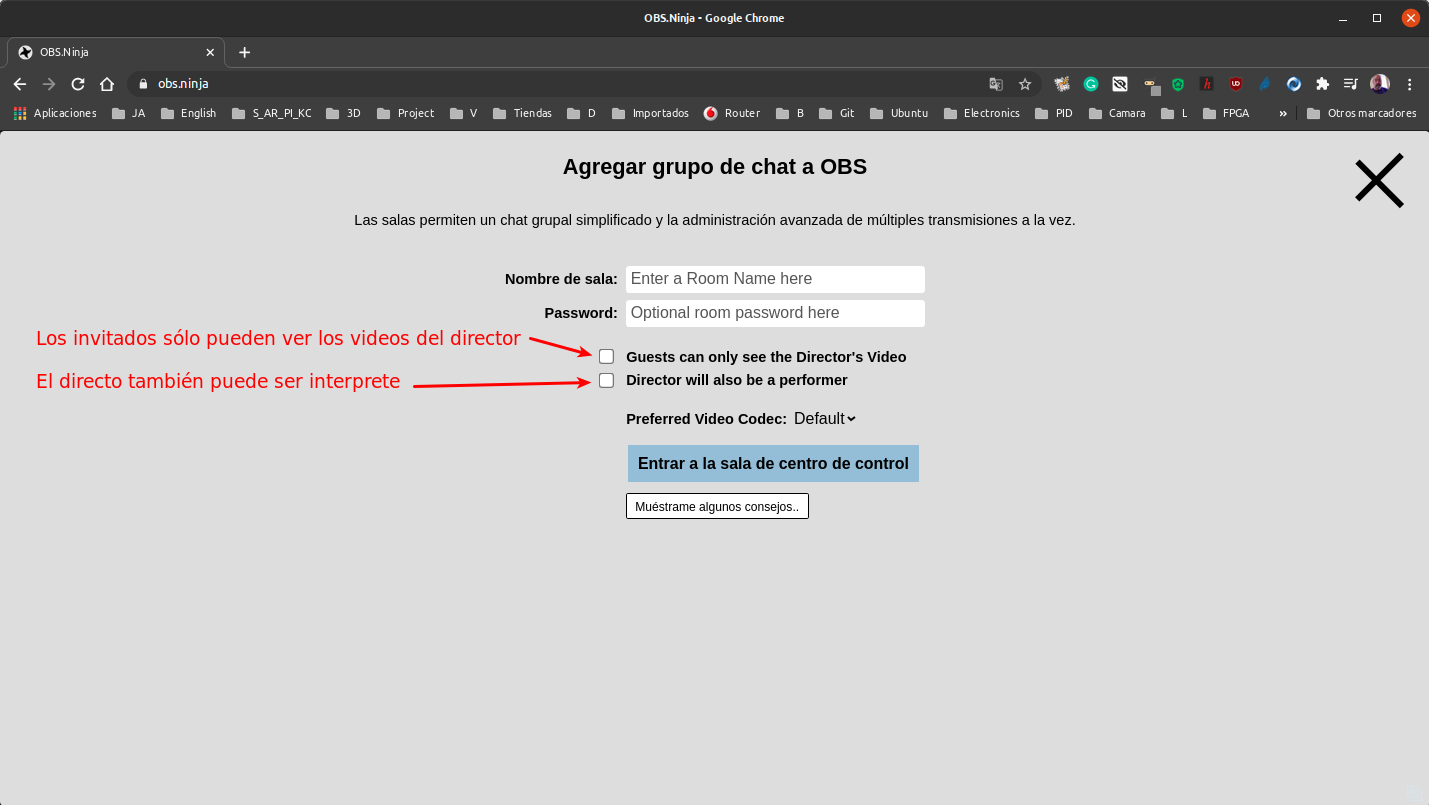 OBS.Ninja - Google Chrome
OBS.Ninja
obs.ninja
Aplicaciones JA English S_AR_PI_KC 3D Project V Tiendas D Importados Router B Git Ubuntu Electronics PID Camara L FPGA » Otros marcadores
Agregar grupo de chat a OBS
Las salas permiten un chat grupal simplificado y la administración avanzada de múltiples transmisiones a la vez.
Nombre de sala: Enter a Room Name here
Password: Optional room password here
Los invitados sólo pueden ver los videos del director
Guests can only see the Director's Video
El directo también puede ser interprete
Director will also be a performer
Preferred Video Codec: Default
Entrar a la sala de centro de control
Muéstrame algunos consejos..